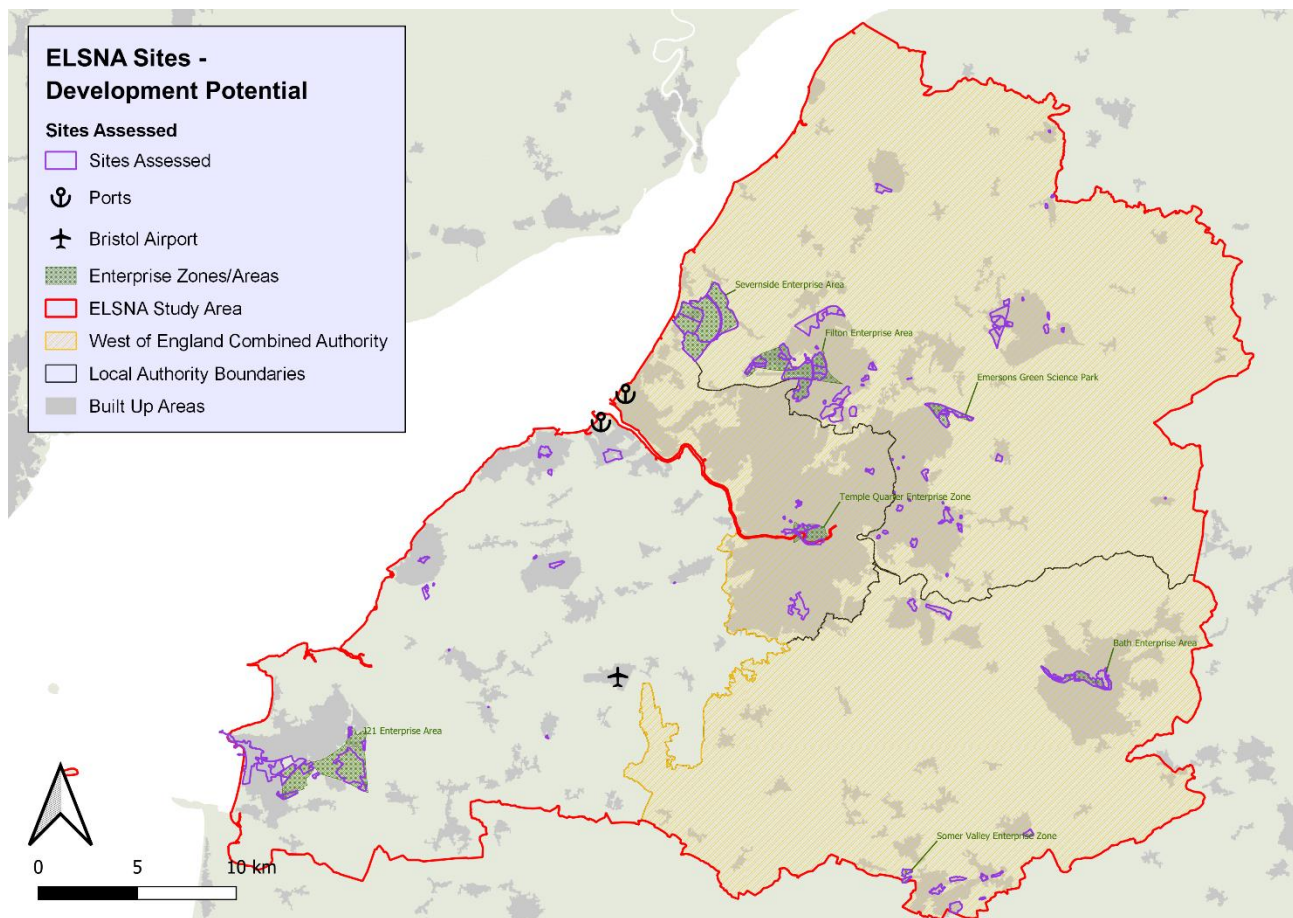 ELSNA Sites -
Development Potential
Sites Assessed
Sites Assessed
Ports
Bristol Airport
Enterprise Zones/Areas
ELSNA Study Area
West of England Combined Authority
Local Authority Boundaries
Built Up Areas
Severnside Enterprise Area
Filton Enterprise Area
Emersons Green Science Park
Temple Quarter Enterprise Zone
Bath Enterprise Area
J21 Enterprise Area
Somer Valley Enterprise Zone
0 5 10 km